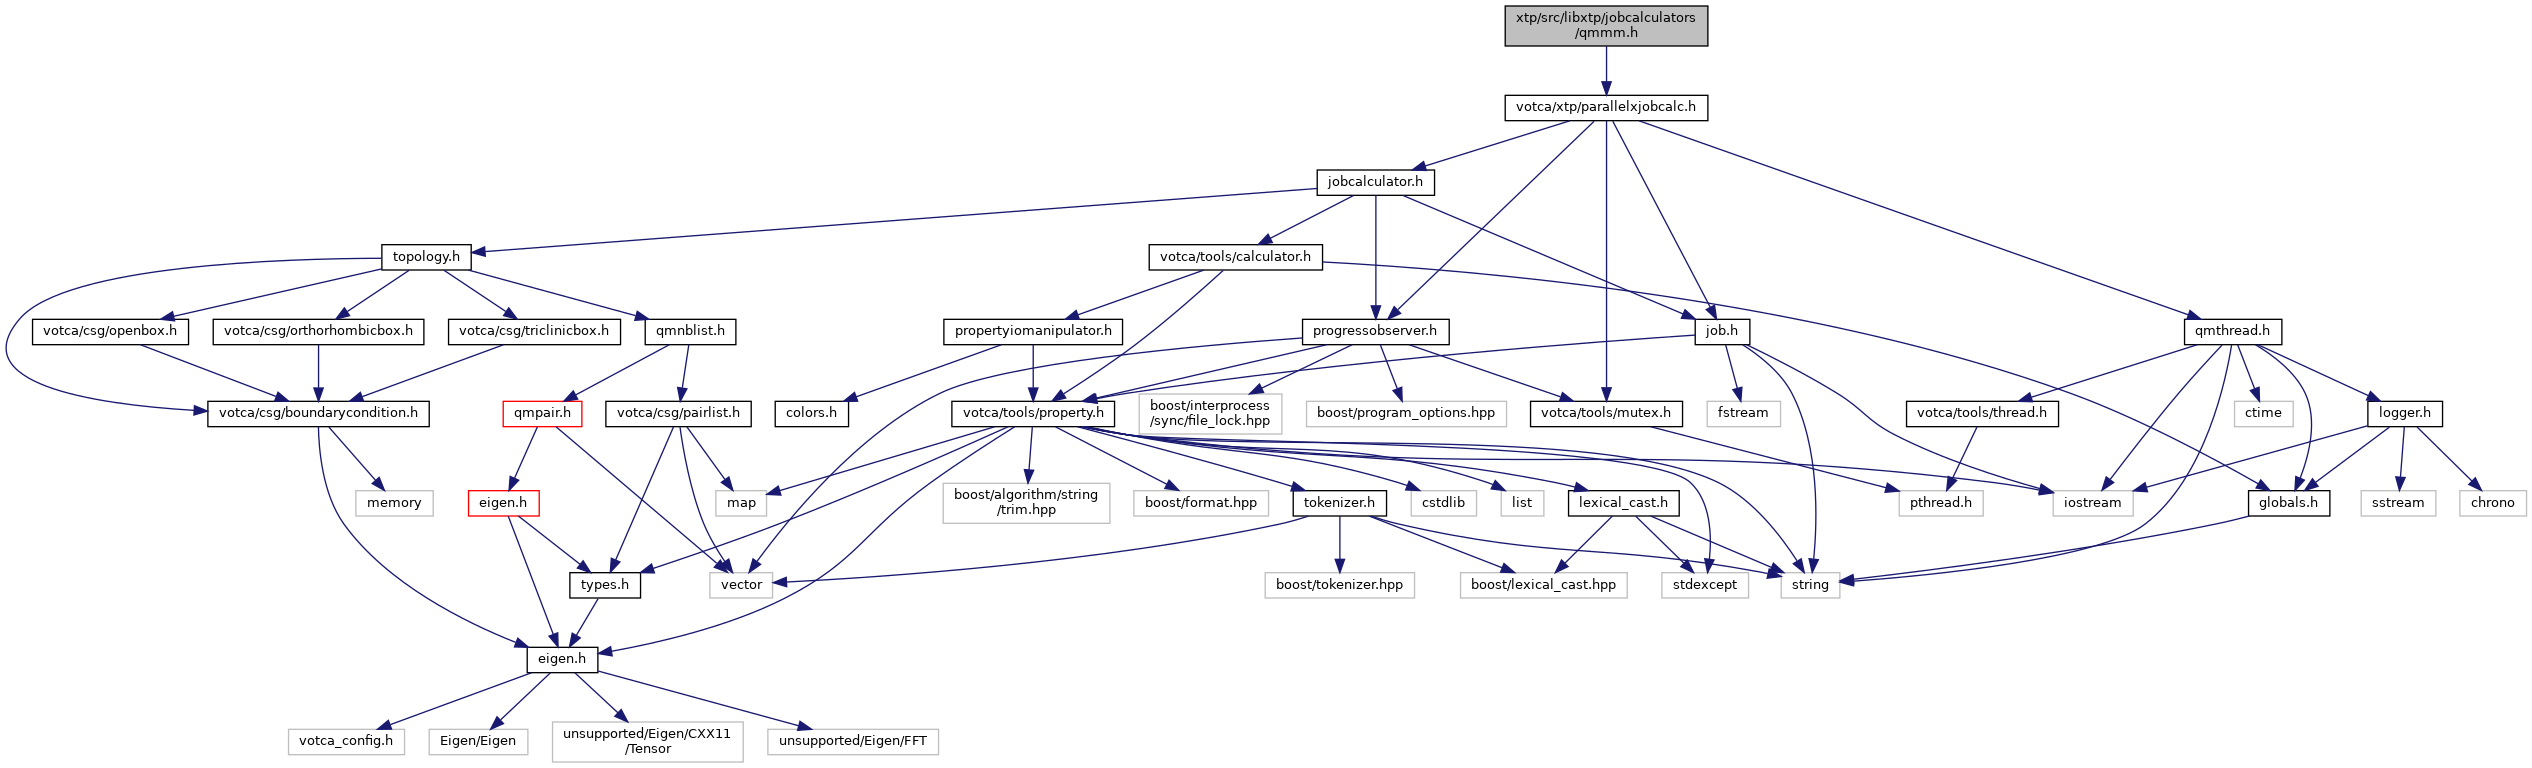 xtp/src/libxtp/jobcalculators
/qmmm.h
votca/xtp/parallelxjobcalc.h
jobcalculator.h
topology.h
votca/tools/calculator.h
votca/csg/openbox.h
votca/csg/orthorhombicbox.h
votca/csg/triclinicbox.h
qmnblist.h
propertyiomanipulator.h
progressobserver.h
job.h
qmthread.h
votca/csg/boundarycondition.h
qmpair.h
votca/csg/pairlist.h
colors.h
votca/tools/property.h
boost/interprocess
/sync/file_lock.hpp
boost/program_options.hpp
votca/tools/mutex.h
fstream
votca/tools/thread.h
ctime
logger.h
memory
eigen.h
map
boost/algorithm/string
/trim.hpp
boost/format.hpp
tokenizer.h
cstdlib
list
lexical_cast.h
pthread.h
iostream
globals.h
sstream
chrono
types.h
vector
boost/tokenizer.hpp
boost/lexical_cast.hpp
stdexcept
string
eigen.h
votca_config.h
Eigen/Eigen
unsupported/Eigen/CXX11
/Tensor
unsupported/Eigen/FFT